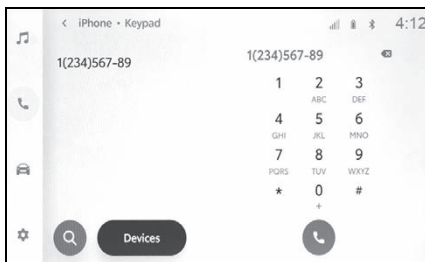 iPhone • Keypad
4:12
1(234)567-89
1(234)567-89
1 2 3
ABC DEF
4 5 6
GHI JKL MNO
7 8 9
PQRS TUV WXYZ
* 0 #
+
Devices